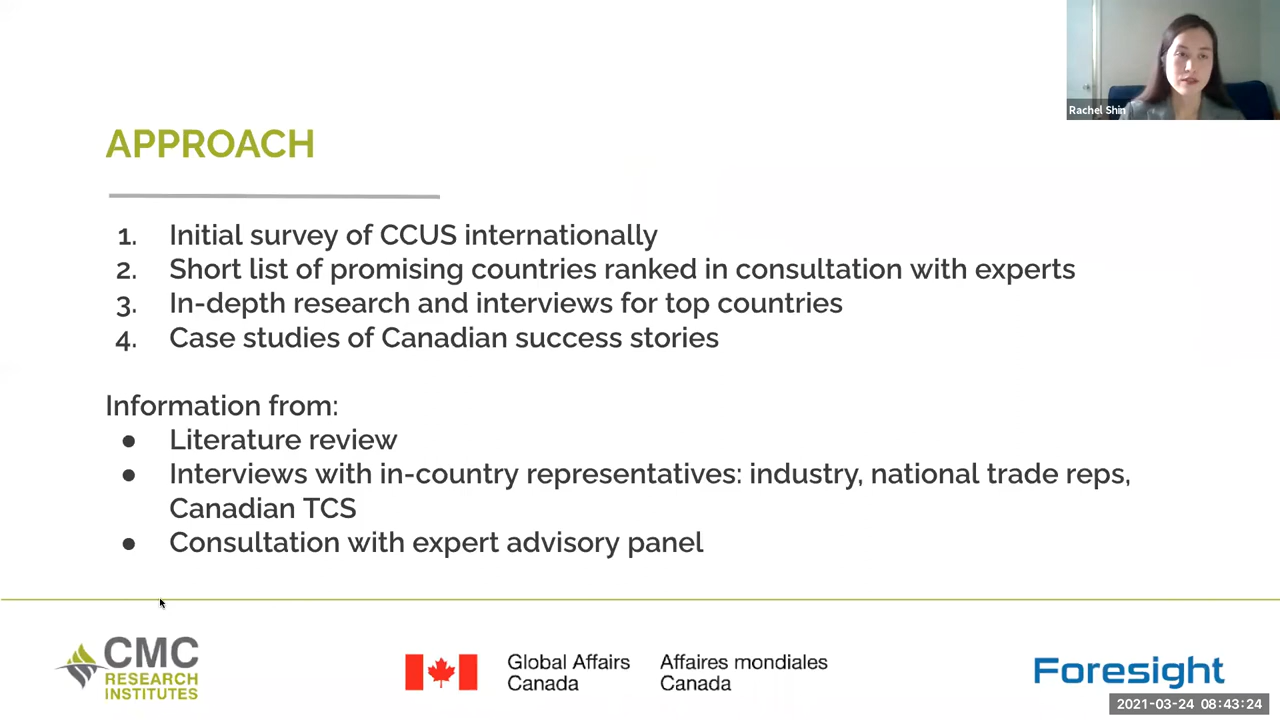 Rachel Shin
APPROACH
1. Initial survey of CCUS internationally
2. Short list of promising countries ranked in consultation with experts
3. In-depth research and interviews for top countries
4. Case studies of Canadian success stories
Information from:
● Literature review
● Interviews with in-country representatives: industry, national trade reps,
Canadian TCS
● Consultation with expert advisory panel
CMC
RESEARCH
INSTITUTES
Global Affairs
Canada
Affaires mondiales
Canada
Foresight
2021-03-24 08:43:24